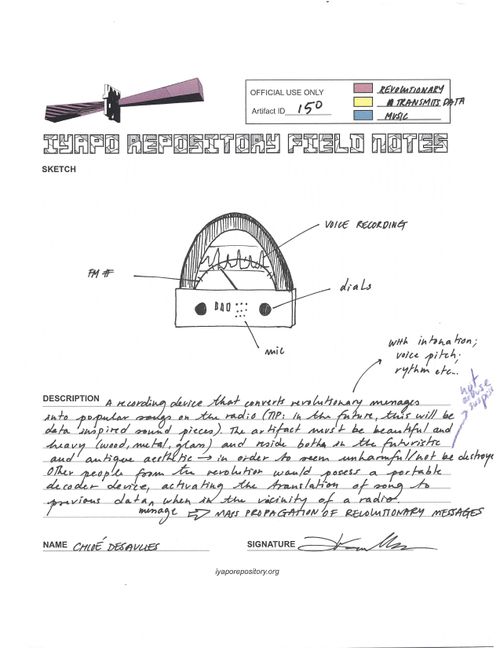 OFFICIAL USE ONLY
Artifact ID 150
REVOLUTIONARY
TRANSMITS DATA
MUSIC
IYAPO REPOSITORY FIELD NOTES
SKETCH
VOICE RECORDING
FM #
dials
mic
with intonation;
voice pitch;
rythm etc..
not
DESCRIPTION A recording device that converts revolutionary messages
into popular songs on the radio (TIP: in the future, this will be
data inspired sound pieces). The artifact must be beautiful and
heavy (wood, metal, glass) and reside both in the futuristic
and antique aesthetic → in order to seem unharmful/not be destroyed
Other people from the revolution would posess a portable
decoder device, activating the translation of song to
previous data, when in the vicinity of a radio
message ⇨ MASS PROPAGATION OF REVOLUTIONARY MESSAGES
NAME CHLOÉ DESAULLES
SIGNATURE
iyaporepository.org